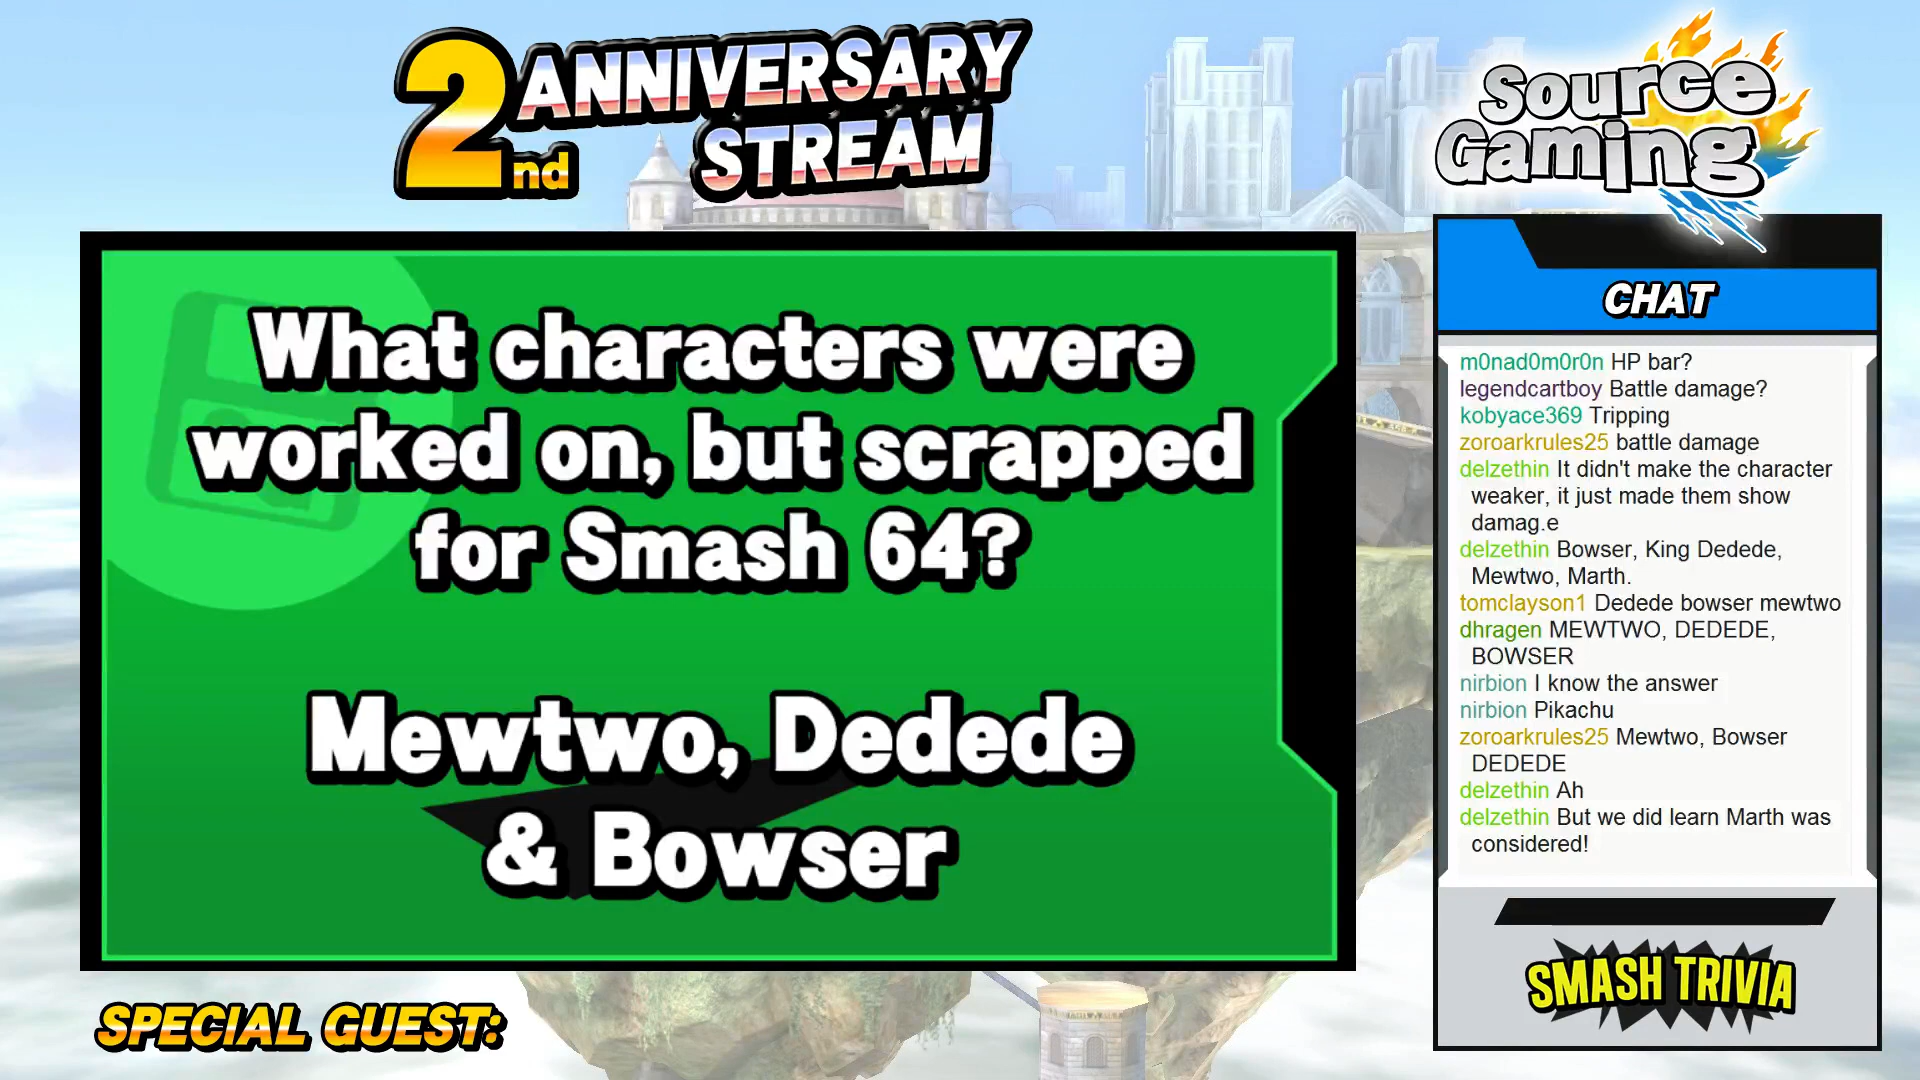 2nd ANNIVERSARY
STREAM
Source
Gaming
What characters were
worked on, but scrapped
for Smash 64?
Mewtwo, Dedede
& Bowser
CHAT
m0nad0m0r0n HP bar?
legendcartboy Battle damage?
kobyace369 Tripping
zoroarkrules25 battle damage
delzethin It didn't make the character
weaker, it just made them show
damag.e
delzethin Bowser, King Dedede,
Mewtwo, Marth.
tomclayson1 Dedede bowser mewtwo
dhragen MEWTWO, DEDEDE,
BOWSER
nirbion I know the answer
nirbion Pikachu
zoroarkrules25 Mewtwo, Bowser
DEDEDE
delzethin Ah
delzethin But we did learn Marth was
considered!
SMASH TRIVIA
SPECIAL GUEST: